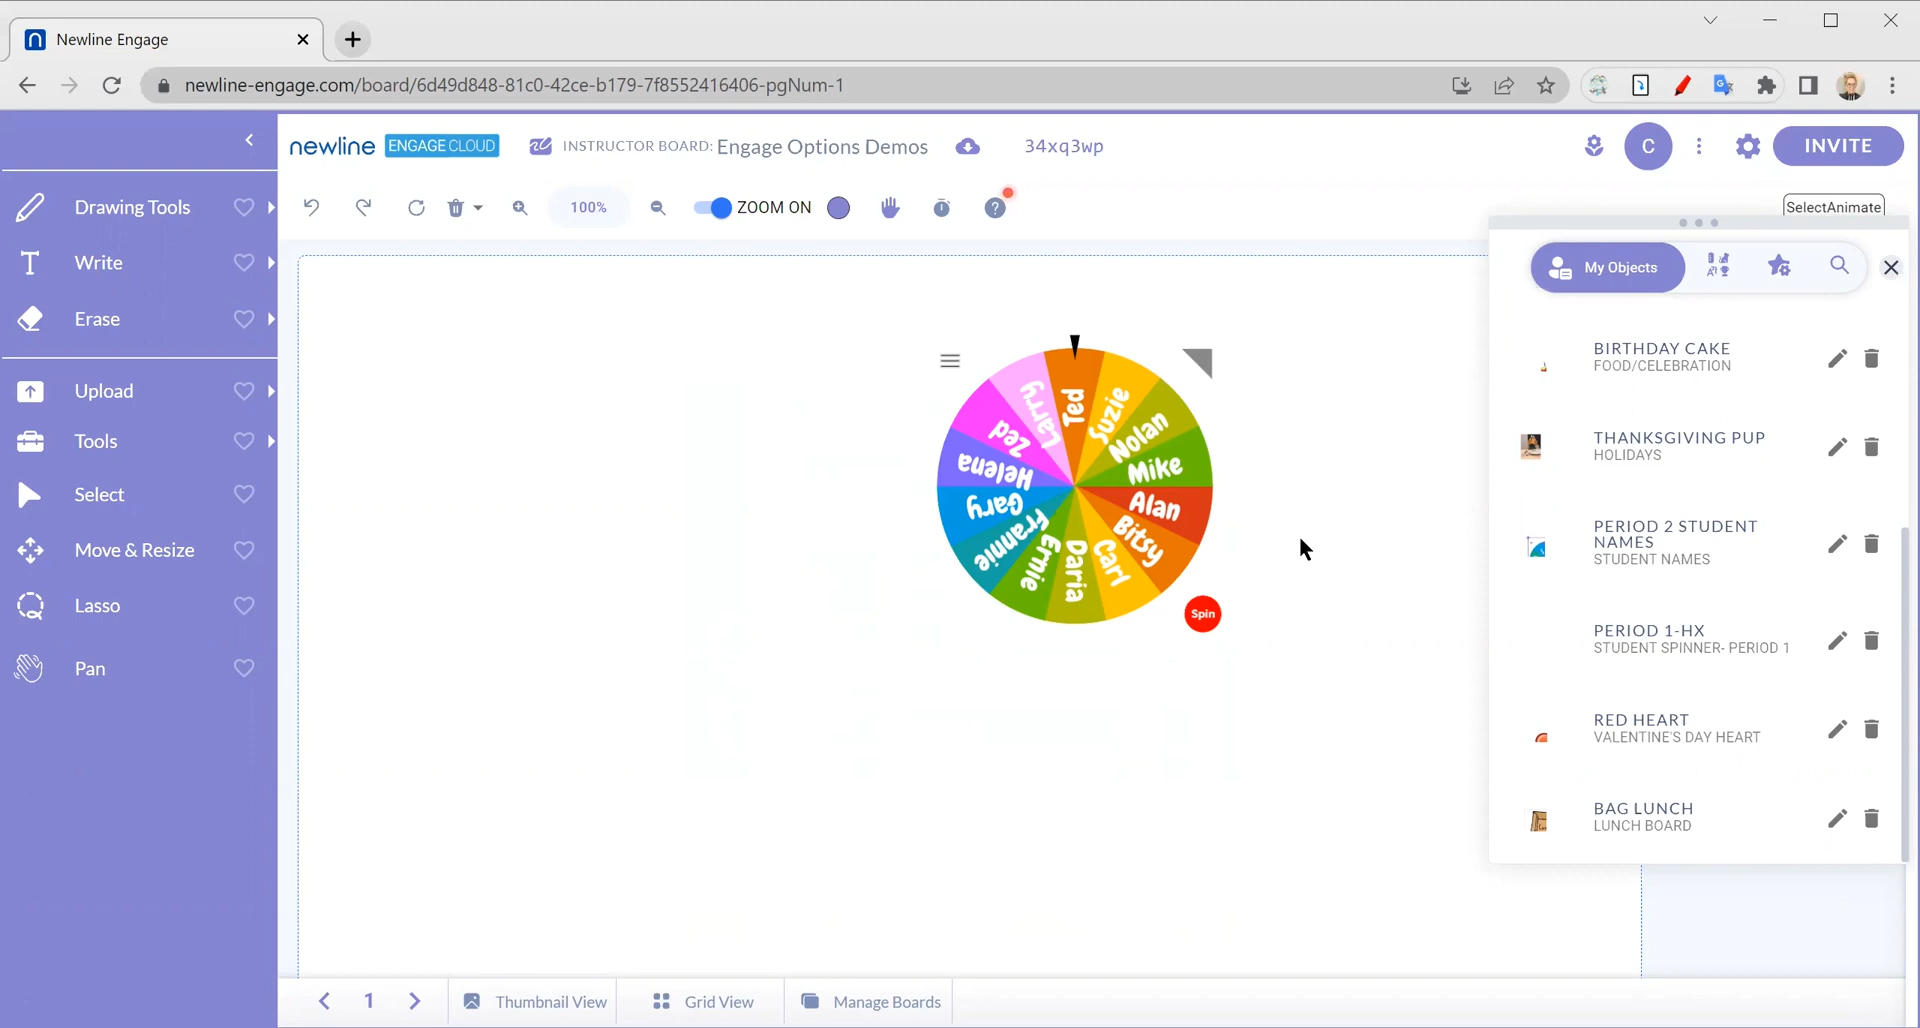 Newline Engage
newline-engage.com/board/6d49d848-81c0-42ce-b179-7f8552416406-pgNum-1
newline ENGAGE CLOUD INSTRUCTOR BOARD: Engage Options Demos 34xq3wp C INVITE
100% ZOOM ON SelectAnimate
Drawing Tools
Write
Erase
Upload
Tools
Select
Move & Resize
Lasso
Pan
Ted
Suzie
Nolan
Mike
Alan
Bitsy
Carl
Daria
Ernie
Frannie
Gary
Helena
Zed
Larry
Spin
My Objects
BIRTHDAY CAKE
FOOD/CELEBRATION
THANKSGIVING PUP
HOLIDAYS
PERIOD 2 STUDENT
NAMES
STUDENT NAMES
PERIOD 1-HX
STUDENT SPINNER- PERIOD 1
RED HEART
VALENTINE'S DAY HEART
BAG LUNCH
LUNCH BOARD
1 Thumbnail View Grid View Manage Boards